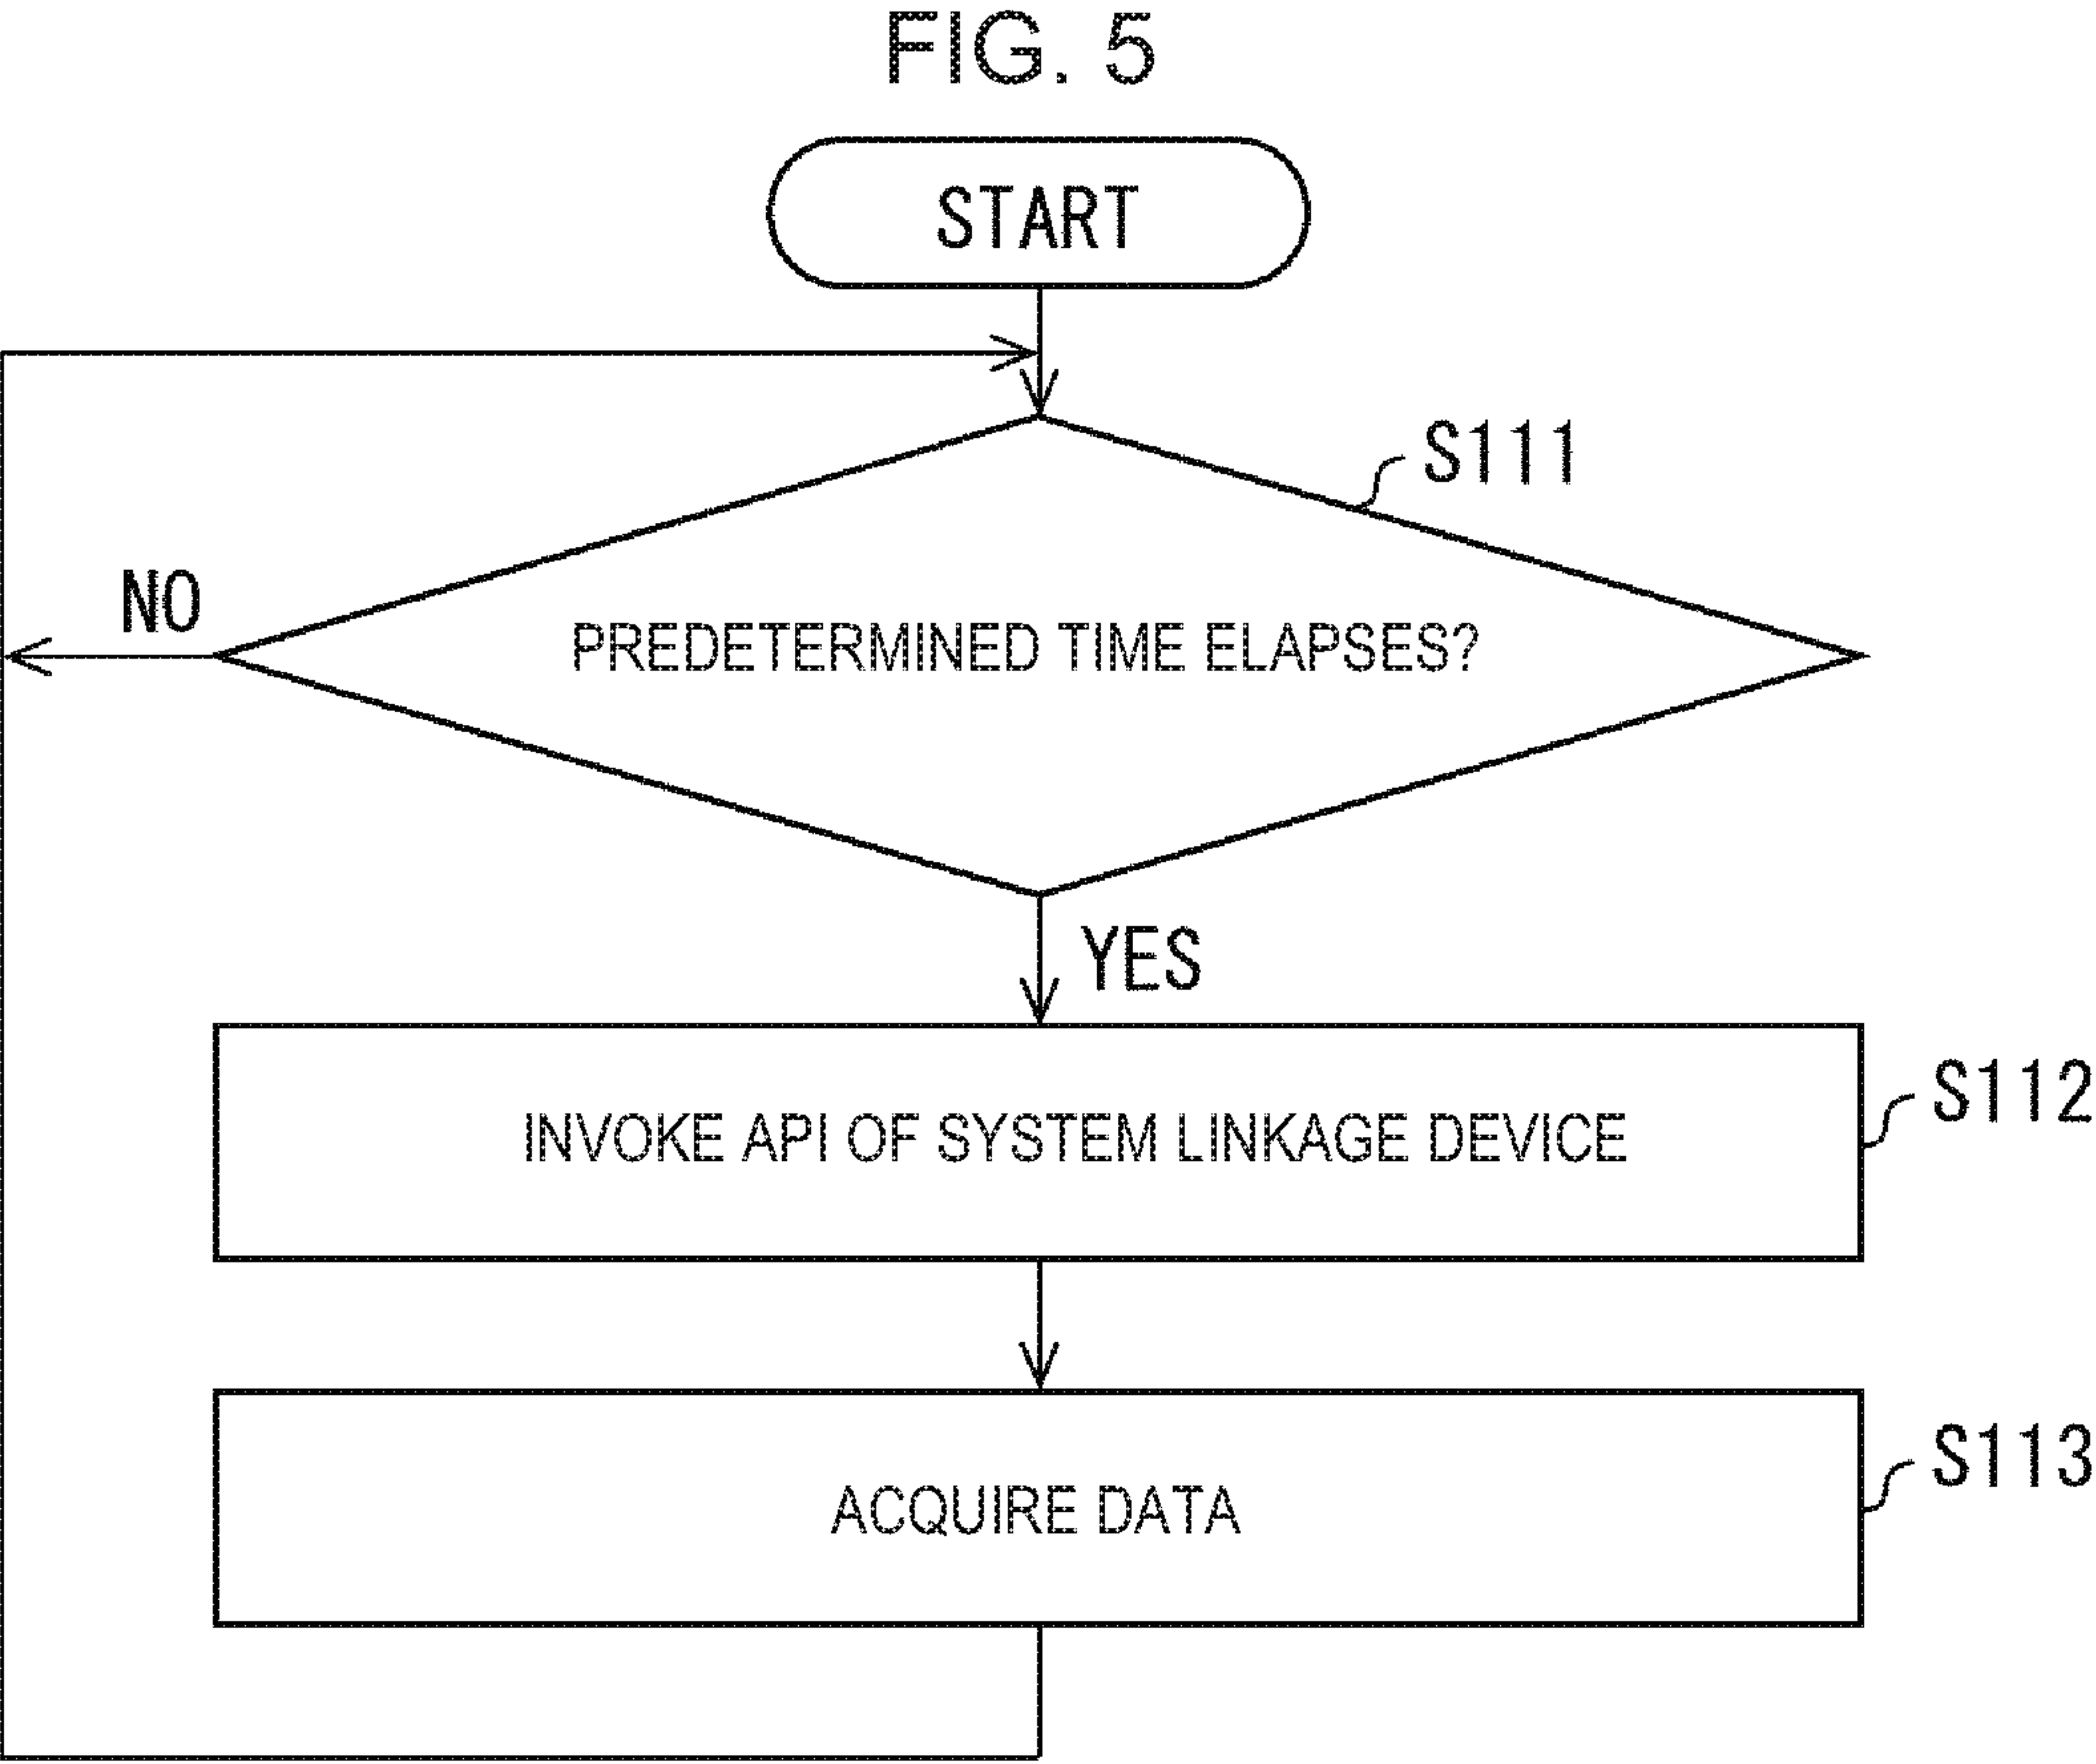 FIG. 5
START
S111
NO
PREDETERMINED TIME ELAPSES?
YES
S112
INVOKE API OF SYSTEM LINKAGE DEVICE
S113
ACQUIRE DATA